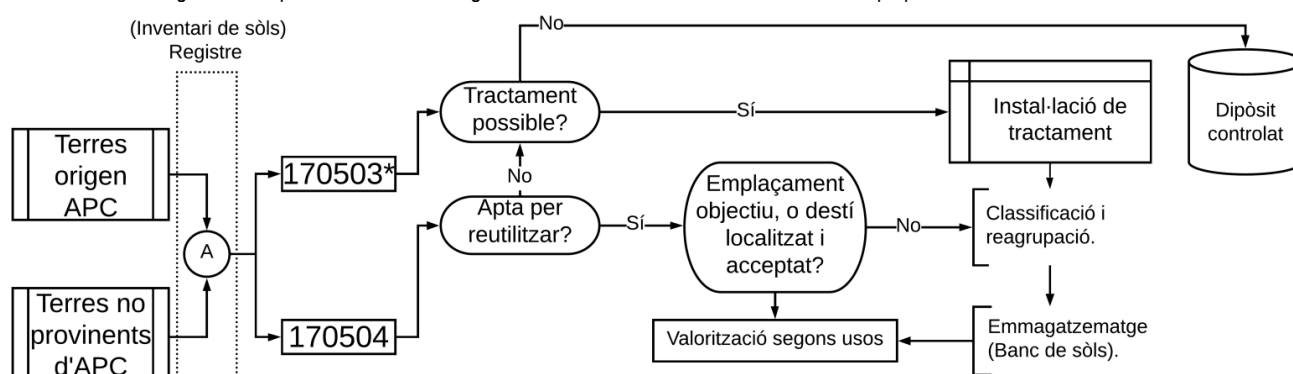 (Inventari de sòls)
Registre
No
Terres
origen
APC
170503*
Tractament
possible?
Sí
Instal·lació de
tractament
Dipòsit
controlat
No
A
Apta per
reutilitzar?
Sí
Emplaçament
objectiu, o destí
localitzat i
acceptat?
No
Classificació i
reagrupació.
Terres no
provinents
d'APC
170504
Valorització segons usos
Emmagatzematge
(Banc de sòls).